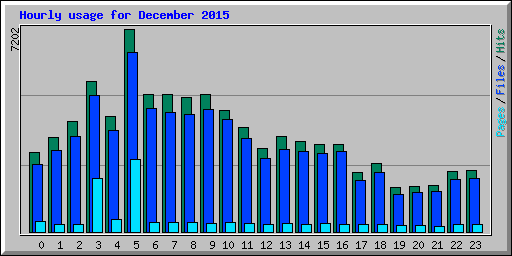 Hourly usage for December 2015
7202
Pages / Files / Hits
0 1 2 3 4 5 6 7 8 9 10 11 12 13 14 15 16 17 18 19 20 21 22 23